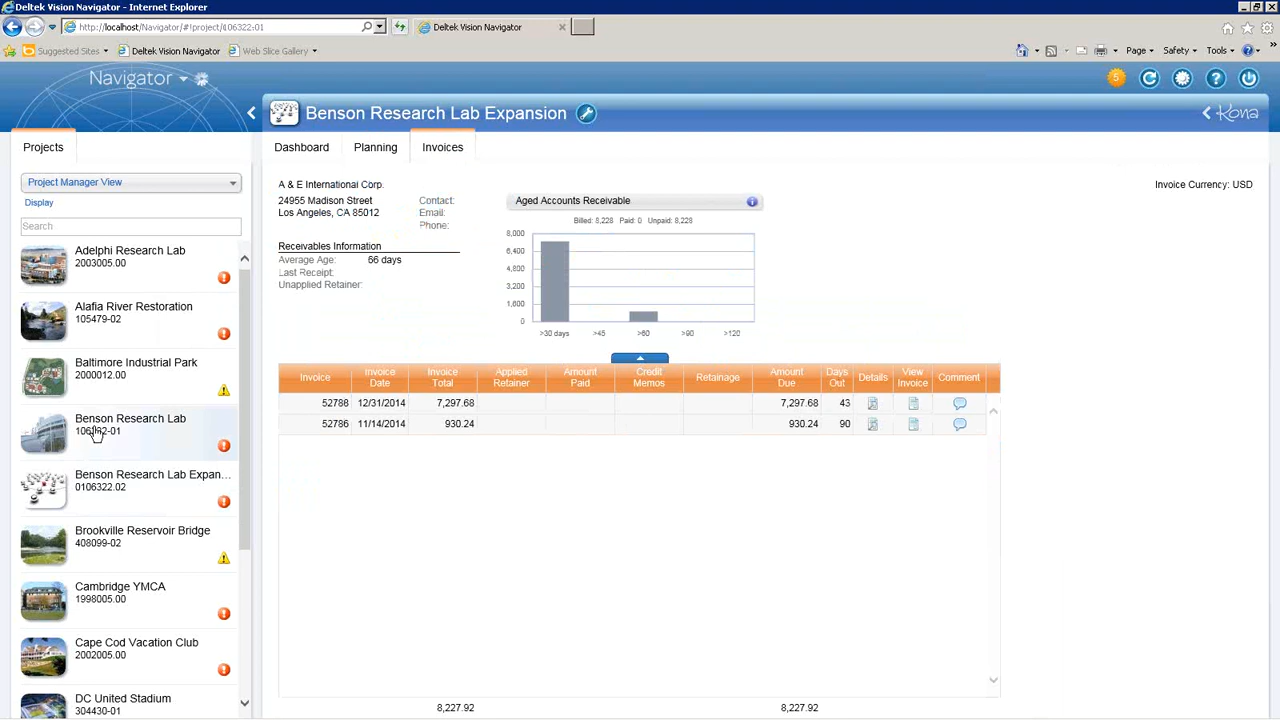 Deltek Vision Navigator - Internet Explorer
http://localhost/Navigator/#!project/0106322-01
Deltek Vision Navigator
Suggested Sites
Deltek Vision Navigator
Web Slice Gallery
Page
Safety
Tools
Navigator
5
Benson Research Lab Expansion
Kona
Projects
Dashboard
Planning
Invoices
Project Manager View
Display
Search
Adelphi Research Lab
2003005.00
Alafia River Restoration
105479-02
Baltimore Industrial Park
2000012.00
Benson Research Lab
Benson Research Lab Expan...
0106322.02
Brookville Reservoir Bridge
408099-02
Cambridge YMCA
1998005.00
Cape Cod Vacation Club
2002005.00
DC United Stadium
304430-01
A & E International Corp.
24955 Madison Street
Los Angeles, CA 85012
Contact:
Email:
Phone:
Receivables Information
Average Age: 66 days
Last Receipt:
Unapplied Retainer:
Aged Accounts Receivable
Billed: 8,228 Paid: 0 Unpaid: 8,228
8,000
6,400
4,800
3,200
1,600
0
>30 days >45 >60 >90 >120
Invoice Currency: USD
Invoice Invoice Date Invoice Total Applied Retainer Amount Paid Credit Memos Retainage Amount Due Days Out Details View Invoice Comment
52788 12/31/2014 7,297.68 7,297.68 43
52786 11/14/2014 930.24 930.24 90
8,227.92 8,227.92